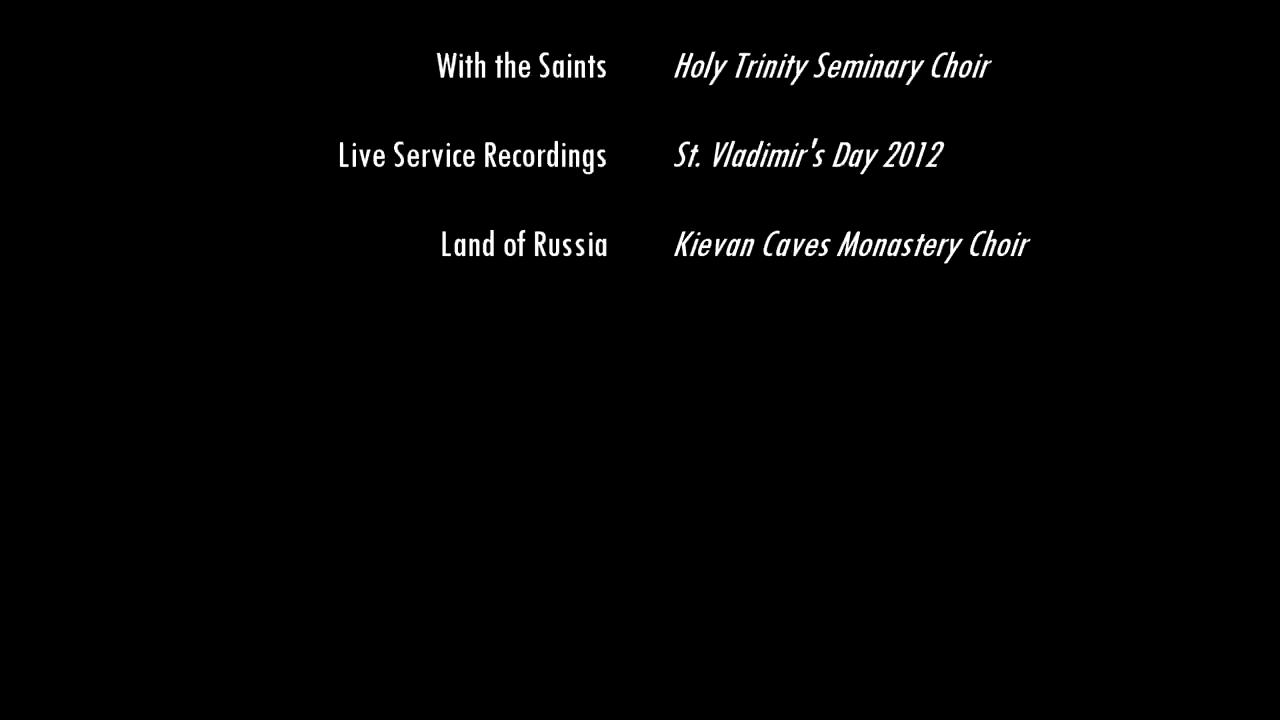 With the Saints Holy Trinity Seminary Choir
Live Service Recordings St. Vladimir's Day 2012
Land of Russia Kievan Caves Monastery Choir